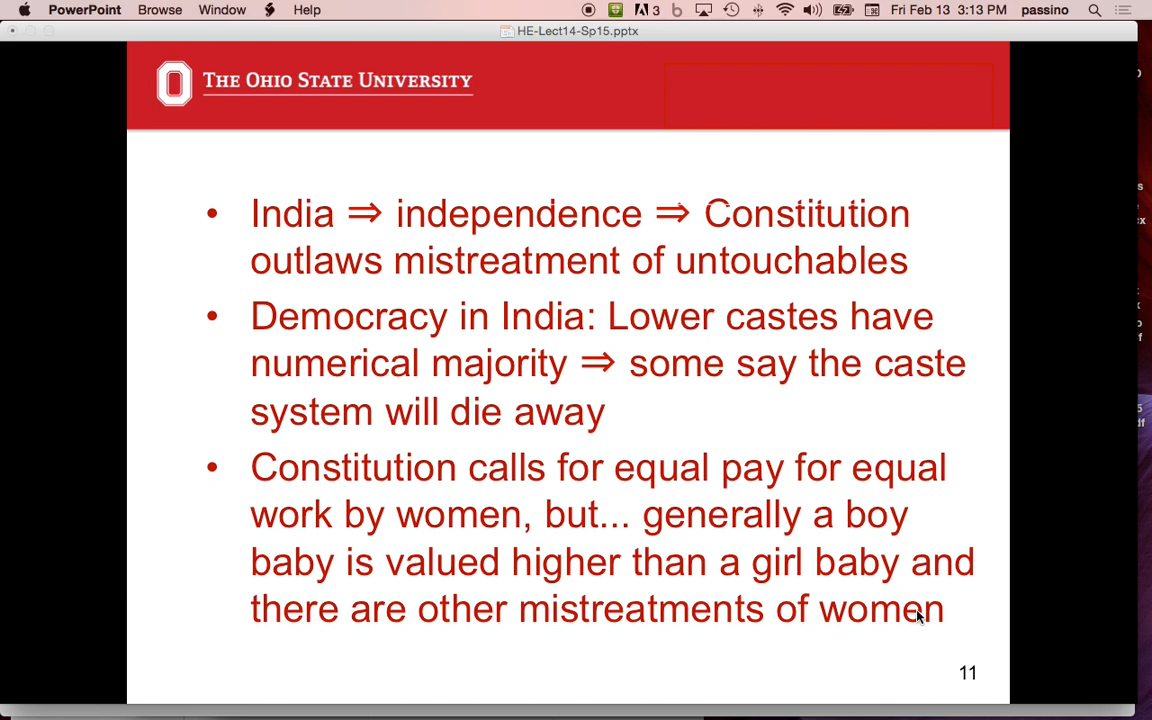 PowerPoint Browse Window Help 3 Fri Feb 13 3:13 PM passino
HE-Lect14-Sp15.pptx
THE OHIO STATE UNIVERSITY
• India ⇒ independence ⇒ Constitution
outlaws mistreatment of untouchables
• Democracy in India: Lower castes have
numerical majority ⇒ some say the caste
system will die away
• Constitution calls for equal pay for equal
work by women, but... generally a boy
baby is valued higher than a girl baby and
there are other mistreatments of women
11